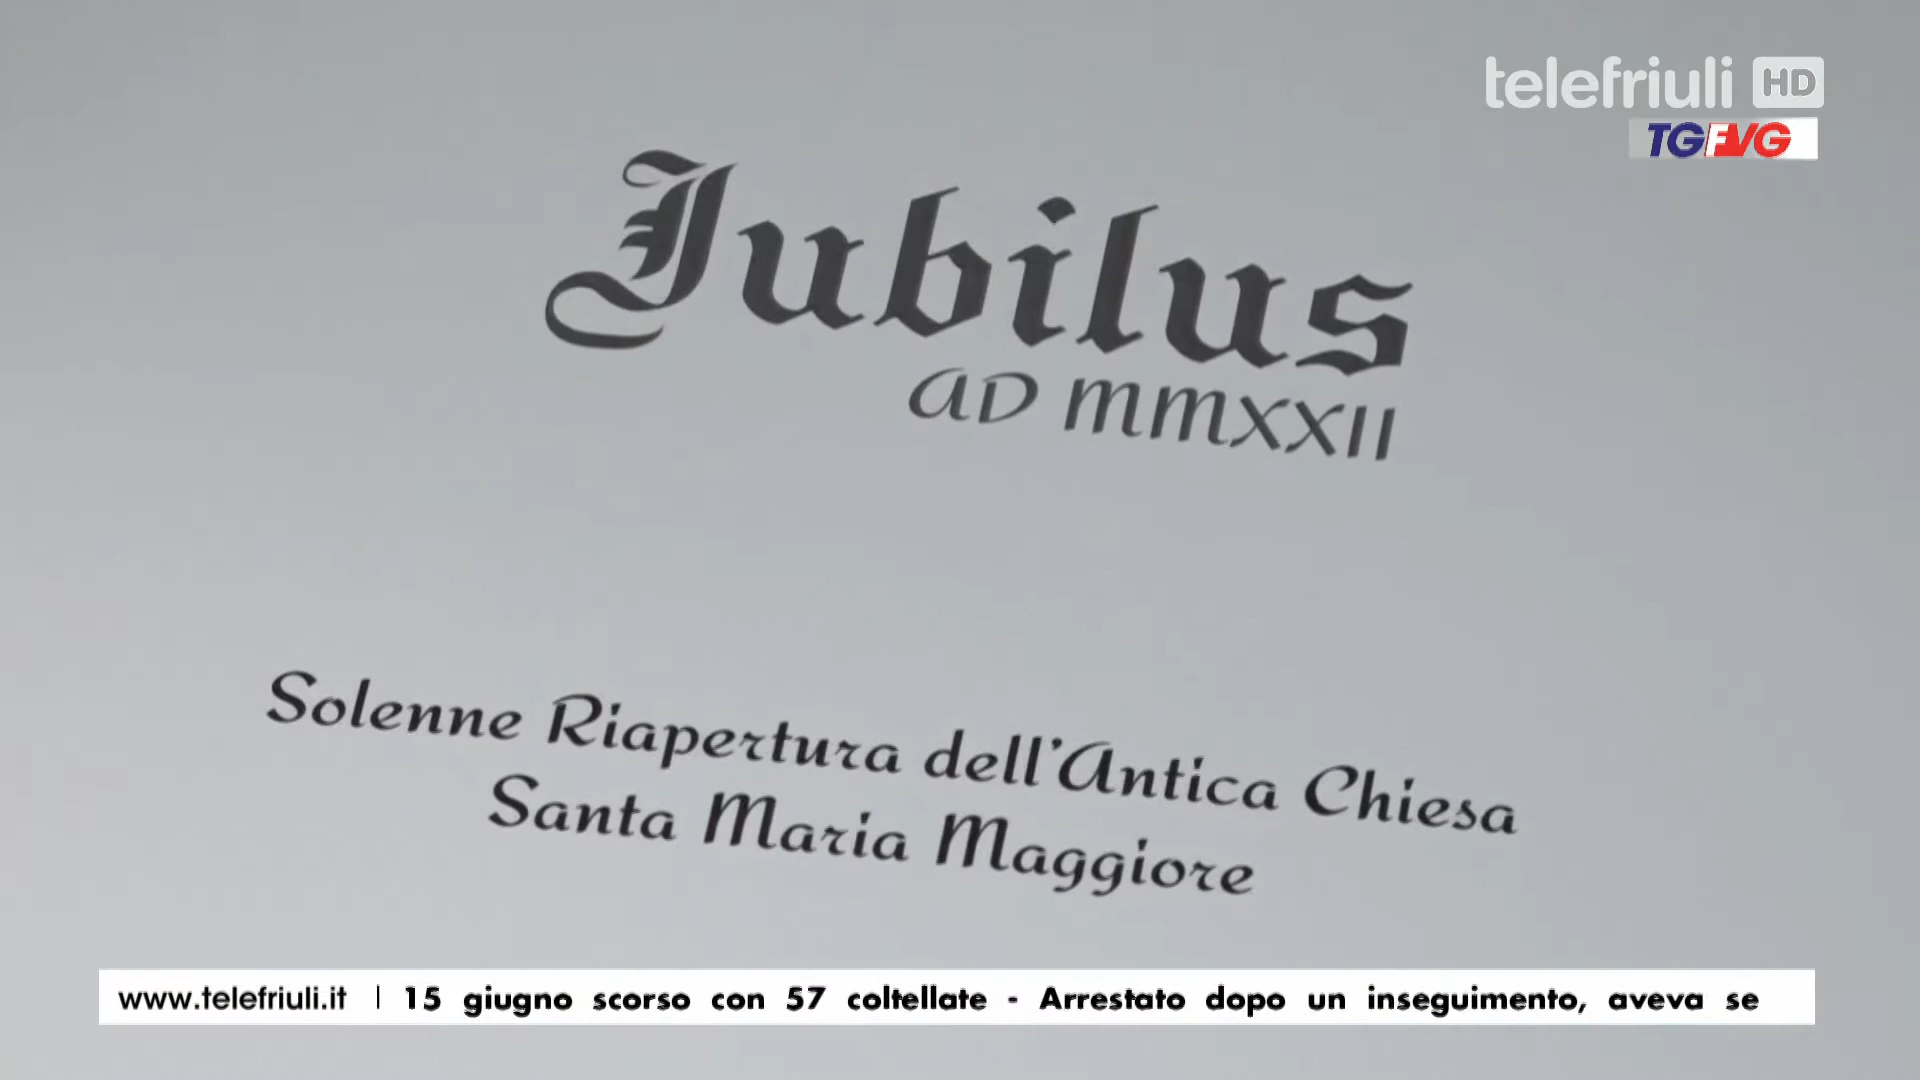 telefriuli HD
TGFVG
Jubilus
AD MMXXII
Solenne Riapertura dell'Antica Chiesa
Santa Maria Maggiore
www.telefriuli.it | 15 giugno scorso con 57 coltellate - Arrestato dopo un inseguimento, aveva se